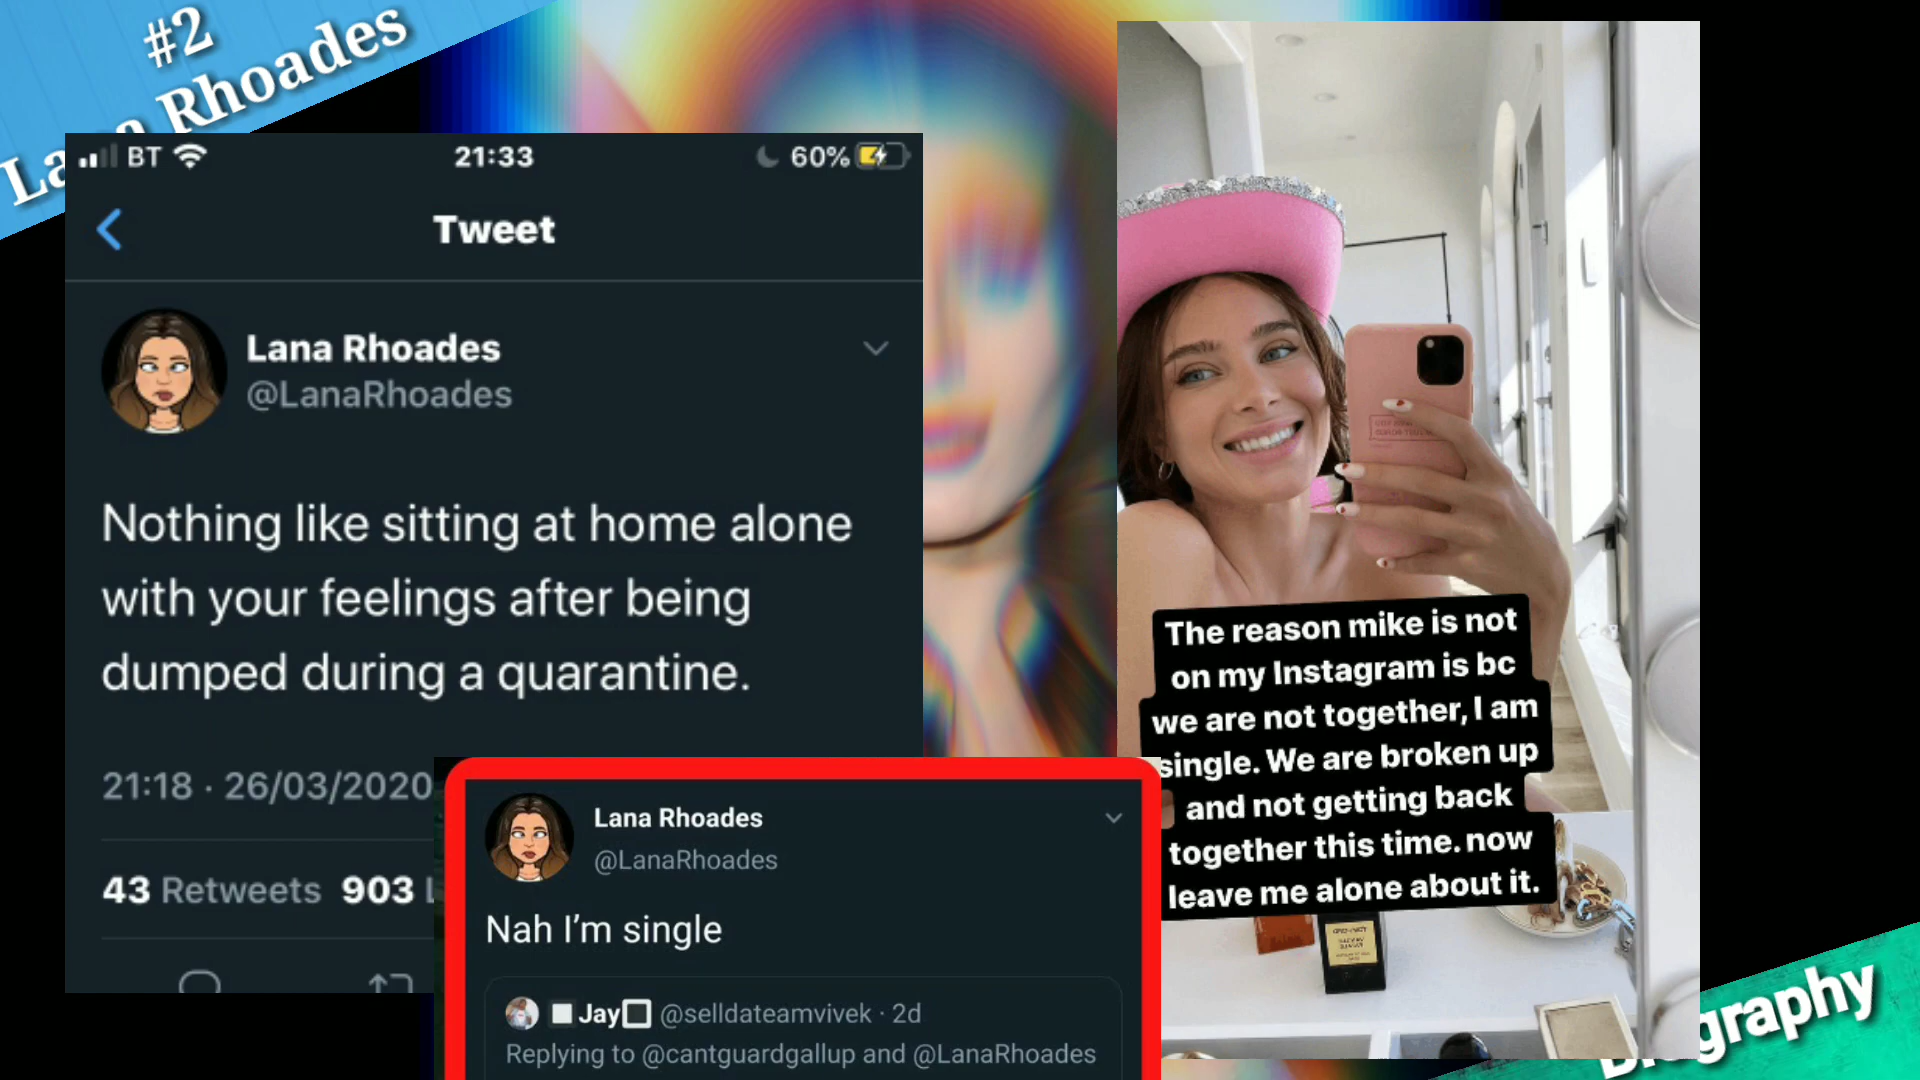 #2
La a Rhoades
BT 21:33 60%
Tweet
Lana Rhoades
@LanaRhoades
Nothing like sitting at home alone
with your feelings after being
dumped during a quarantine.
21:18 · 26/03/2020
43 Retweets 903 L
Lana Rhoades
@LanaRhoades
Nah I'm single
Jay @selldateamvivek · 2d
Replying to @cantguardgallup and @LanaRhoades
The reason mike is not
on my Instagram is bc
we are not together, I am
single. We are broken up
and not getting back
together this time. now
leave me alone about it.
Biography